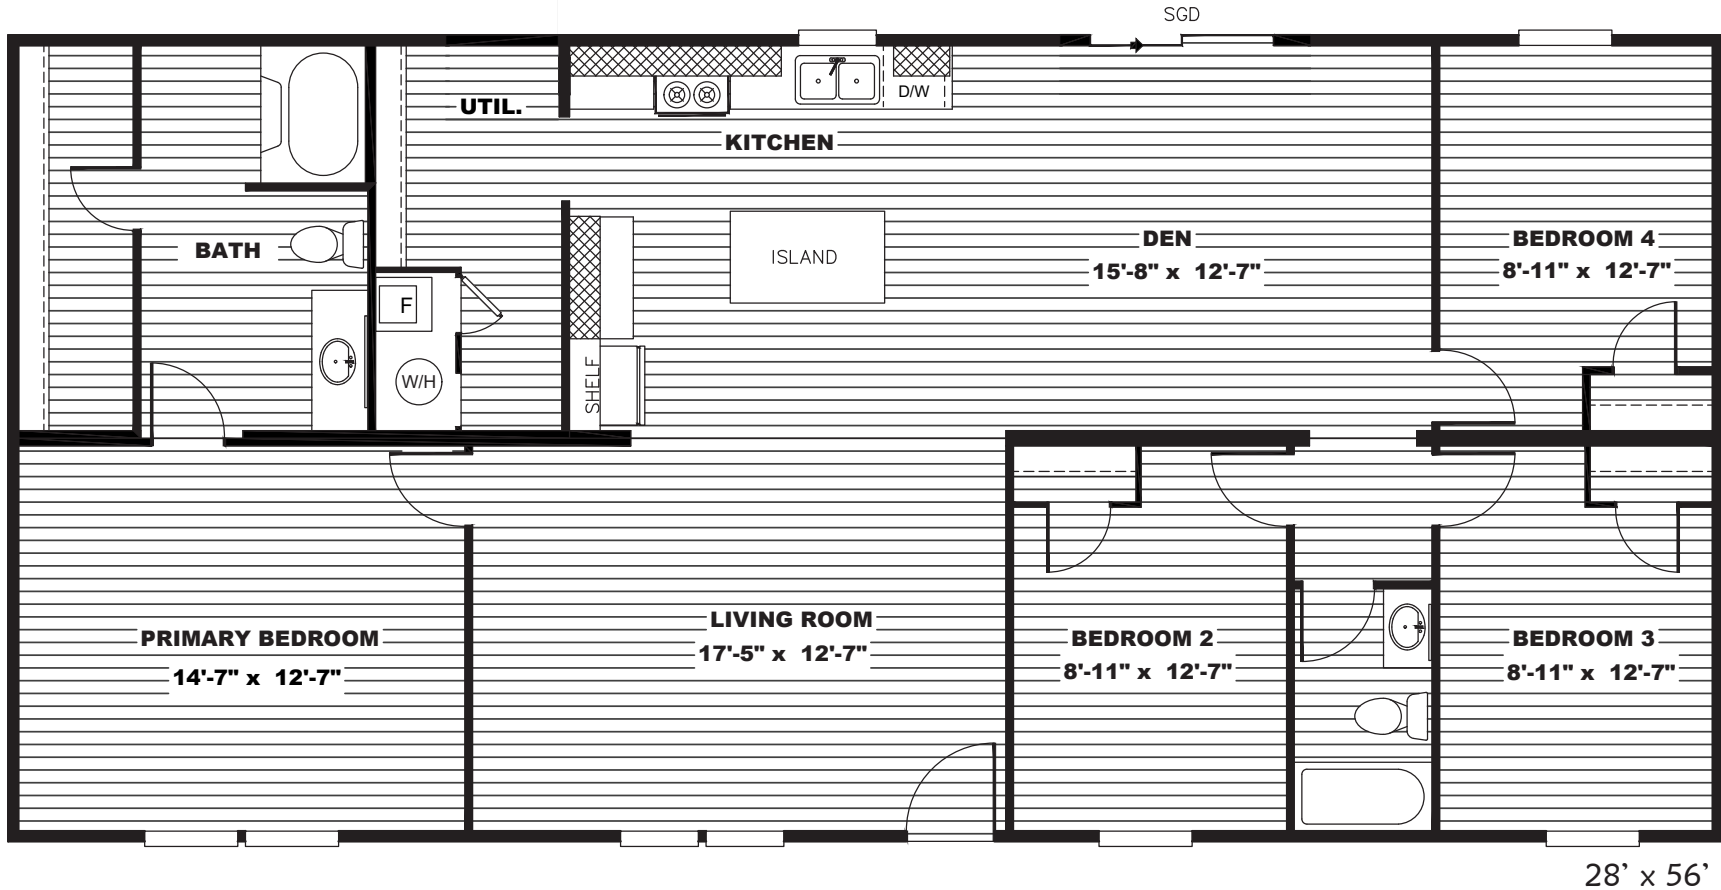 SGD
UTIL.
D/W
KITCHEN
BATH
ISLAND
DEN
15'-8" x 12'-7"
BEDROOM 4
8'-11" x 12'-7"
F
W/H
SHELF
PRIMARY BEDROOM
14'-7" x 12'-7"
LIVING ROOM
17'-5" x 12'-7"
BEDROOM 2
8'-11" x 12'-7"
BEDROOM 3
8'-11" x 12'-7"
28' x 56'